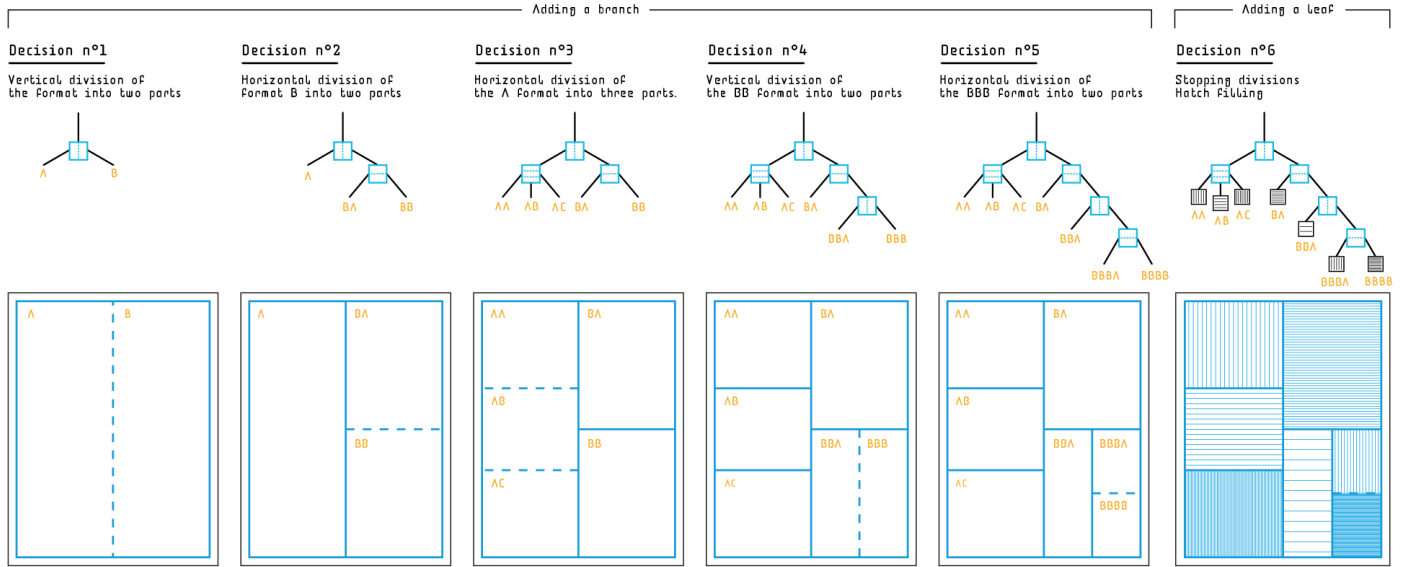 Adding a branch
Adding a leaf
Decision n°1
Vertical division of
the format into two parts
A
B
A
B
Decision n°2
Horizontal division of
format B into two parts
A
BA
BB
A
BA
BB
Decision n°3
Horizontal division of
the A format into three parts.
AA
AB
AC
BA
BB
AA
BA
AB
BB
AC
Decision n°4
Vertical division of
the BB format into two parts
AA
AB
AC
BA
BBA
BBB
AA
BA
AB
BBA
BBB
AC
Decision n°5
Horizontal division of
the BBB format into two parts
AA
AB
AC
BA
BBA
BBBA
BBBB
AA
BA
AB
BBA
BBBA
AC
BBBB
Decision n°6
Stopping divisions
Hatch filling
AA
AB
AC
BA
BBA
BBBA
BBBB